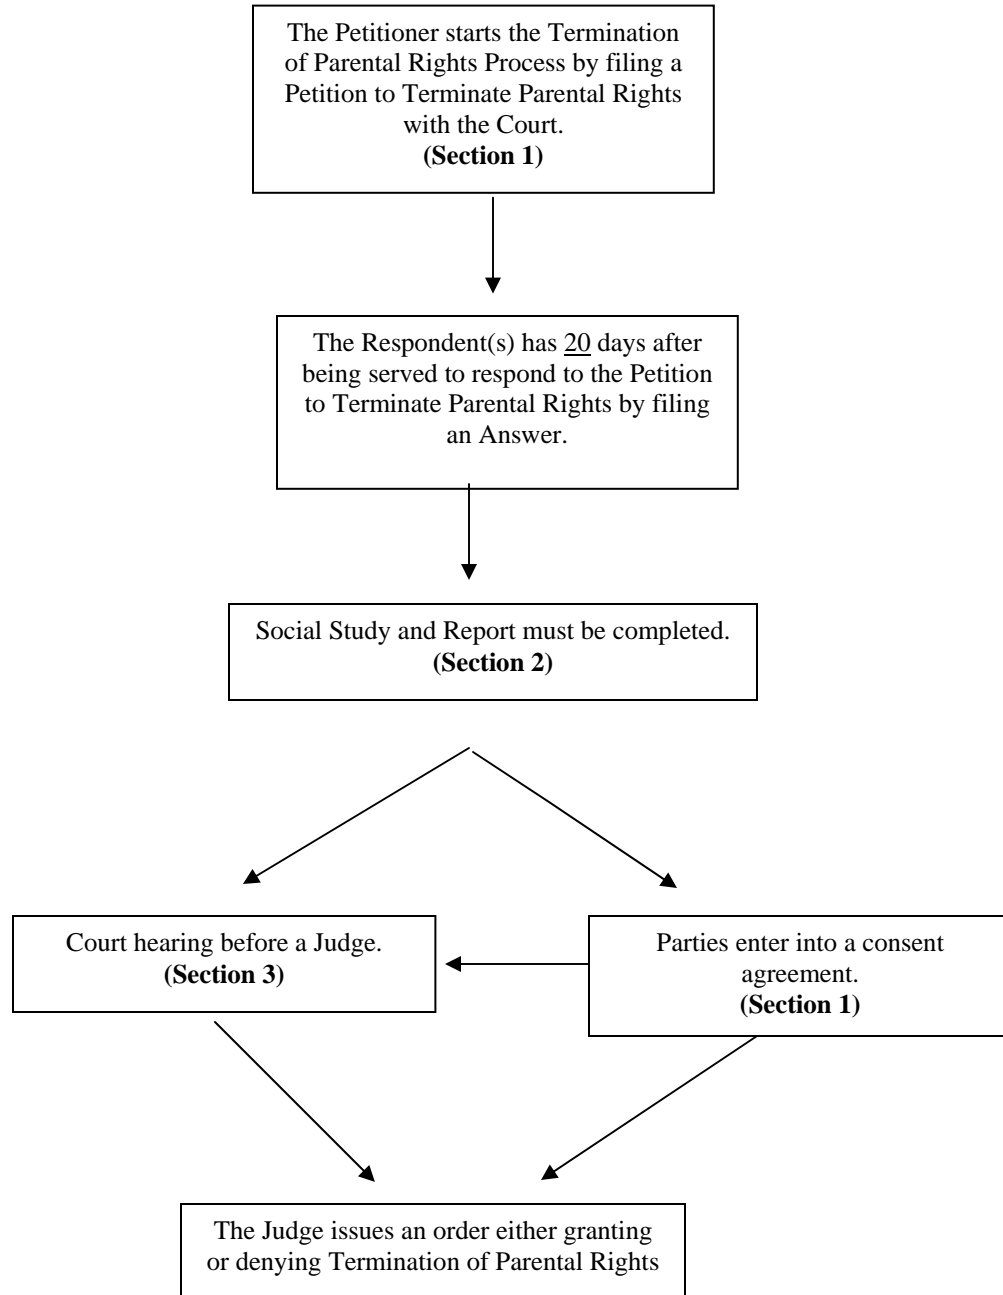 The Petitioner starts the Termination
of Parental Rights Process by filing a
Petition to Terminate Parental Rights
with the Court.
(Section 1)
The Respondent(s) has 20 days after
being served to respond to the Petition
to Terminate Parental Rights by filing
an Answer.
Social Study and Report must be completed.
(Section 2)
Court hearing before a Judge.
(Section 3)
Parties enter into a consent
agreement.
(Section 1)
The Judge issues an order either granting
or denying Termination of Parental Rights